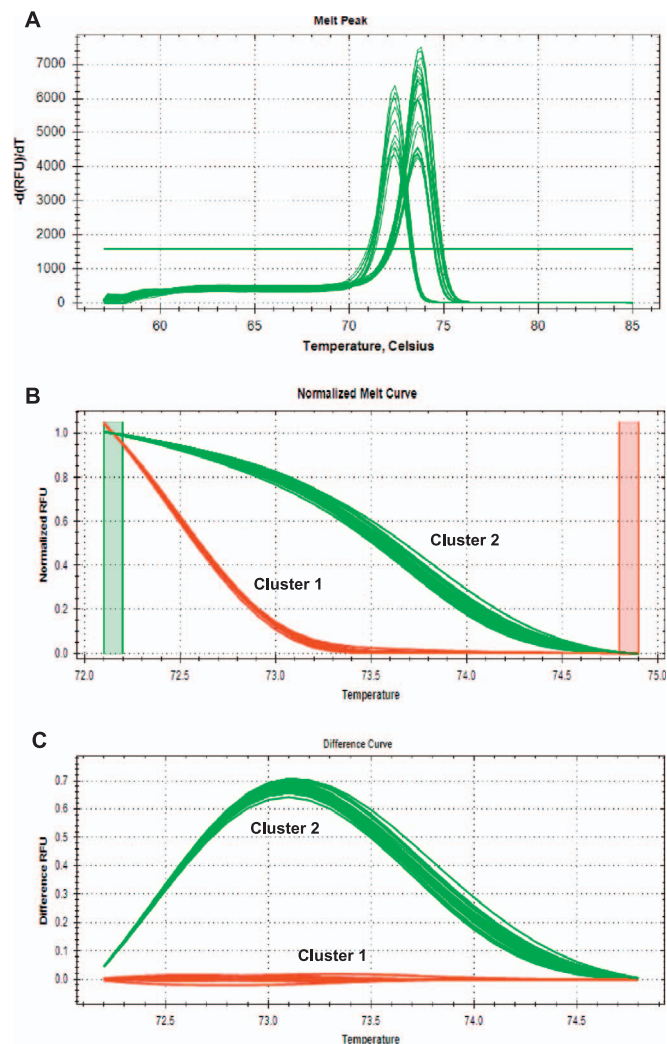 A
Melt Peak
-d(RFU)/dT
7000
6000
5000
4000
3000
2000
1000
0
60 65 70 75 80 85
Temperature, Celsius
B
Normalized Melt Curve
Normalized RFU
1.0
0.8
0.6
0.4
0.2
0.0
Cluster 2
Cluster 1
72.0 72.5 73.0 73.5 74.0 74.5 75.0
Temperature
C
Difference Curve
Difference RFU
0.7
0.6
0.5
0.4
0.3
0.2
0.1
0.0
Cluster 2
Cluster 1
72.5 73.0 73.5 74.0 74.5
Temperature